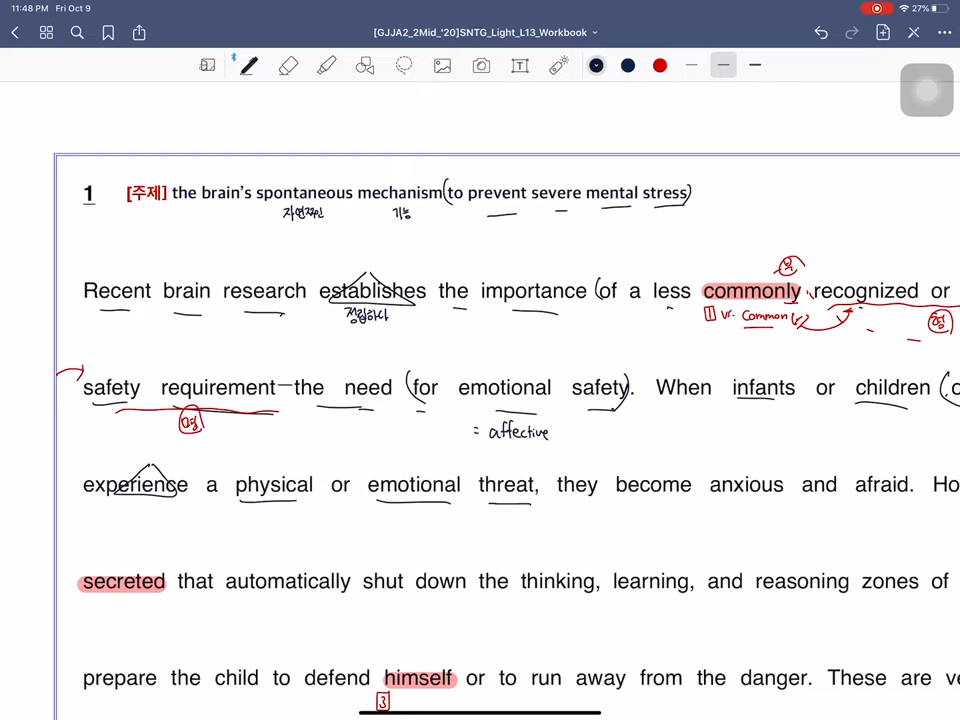 11:48 PM Fri Oct 9
27%
[GJJA2_2Mid_'20]SNTG_Light_L13_Workbook
1 [주제] the brain's spontaneous mechanism (to prevent severe mental stress)
자연적인 기능
부
Recent brain research establishes the importance (of a less commonly recognized or
정립하다 1 vs. Common (x) 형
safety requirement—the need (for emotional safety). When infants or children (o
명
= affective
experience a physical or emotional threat, they become anxious and afraid. Ho
secreted that automatically shut down the thinking, learning, and reasoning zones of
prepare the child to defend himself or to run away from the danger. These are ve
3